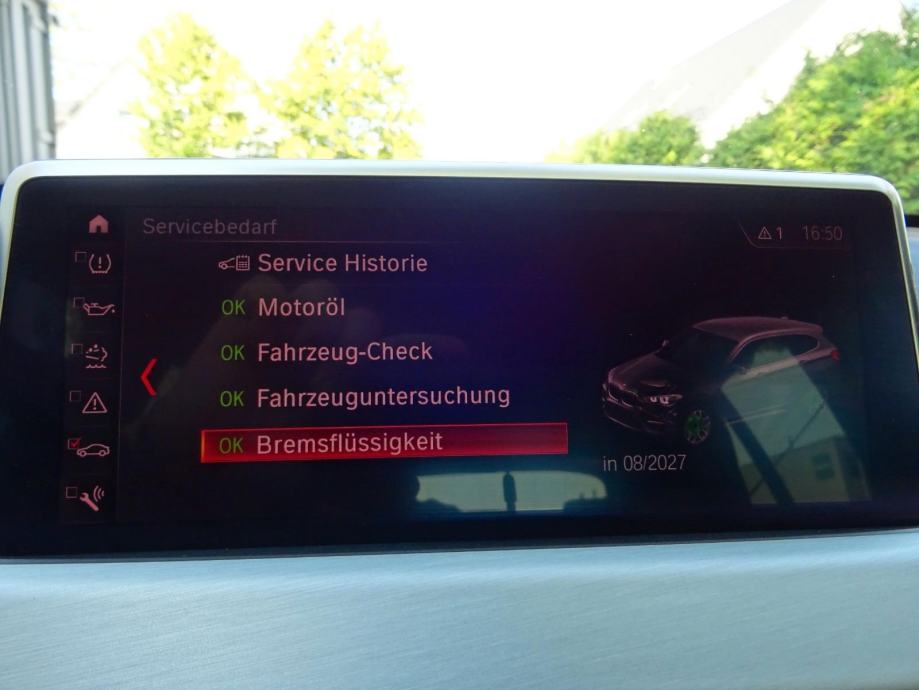 Servicebedarf
1 16:50
Service Historie
OK Motoröl
OK Fahrzeug-Check
OK Fahrzeuguntersuchung
OK Bremsflüssigkeit
in 08/2027